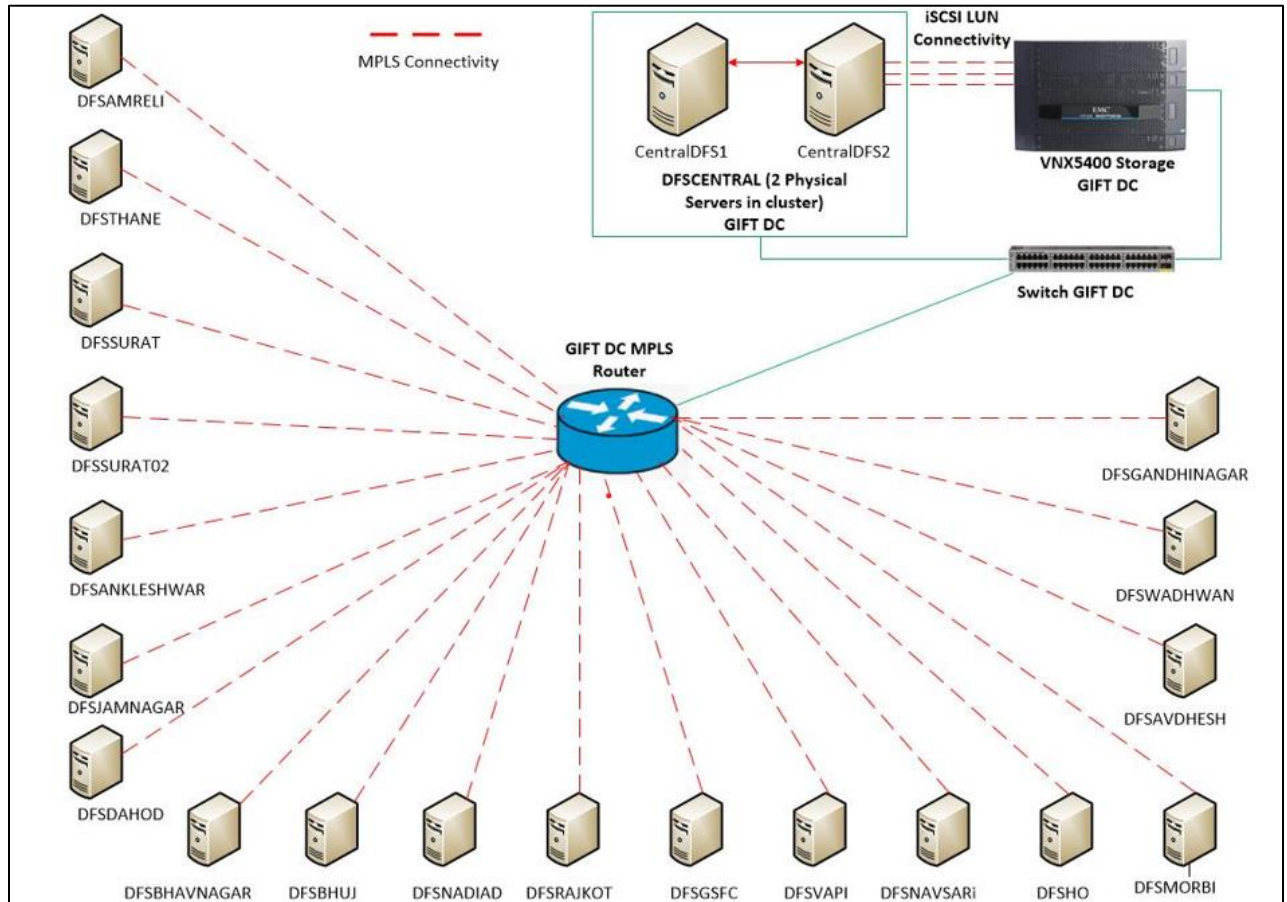 iSCSI LUN
Connectivity
MPLS Connectivity
CentralDFS1
CentralDFS2
DFSCENTRAL (2 Physical
Servers in cluster)
GIFT DC
EMC²
VNX5400 Storage
GIFT DC
Switch GIFT DC
GIFT DC MPLS
Router
DFSAMRELI
DFSTHANE
DFSSURAT
DFSSURAT02
DFSANKLESHWAR
DFSJAMNAGAR
DFSDAHOD
DFSBHAVNAGAR
DFSBHUJ
DFSNADIAD
DFSRAJKOT
DFSGSFC
DFSVAPI
DFSNAVSARi
DFSHO
DFSMORBI
DFSGANDHINAGAR
DFSWADHWAN
DFSAVDHESH